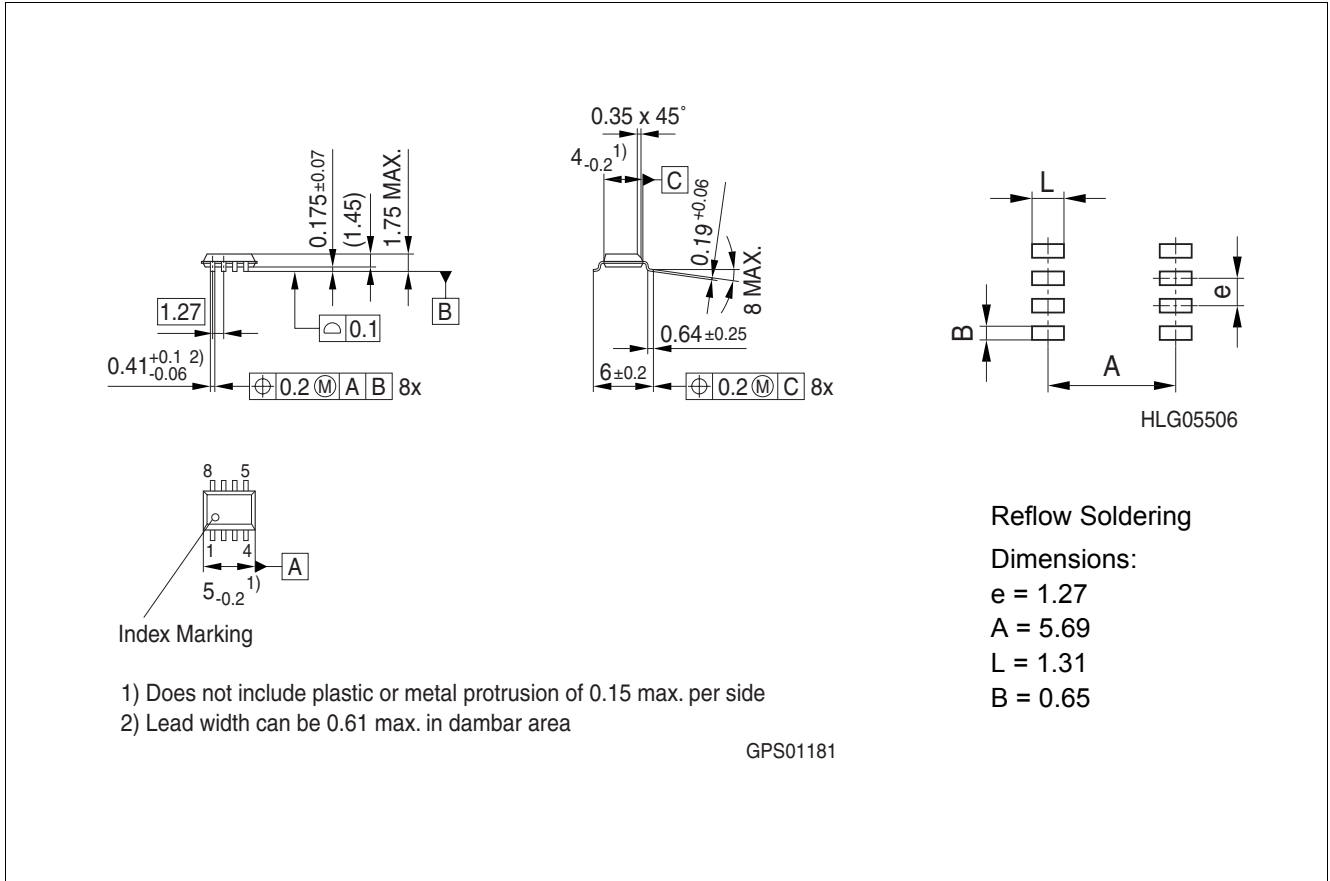 0.35 x 45°
4-0.2 1)
C
0.175 ±0.07
(1.45)
1.75 MAX.
0.19 +0.06
8 MAX.
B
1.27
⌓ 0.1
0.64 ±0.25
0.41 +0.1 -0.06 2)
⌖ 0.2 Ⓜ A B 8x
6 ±0.2
⌖ 0.2 Ⓜ C 8x
L
e
B
A
HLG05506
8 5
1 4
A
5-0.2 1)
Index Marking
Reflow Soldering
Dimensions:
e = 1.27
A = 5.69
L = 1.31
B = 0.65
1) Does not include plastic or metal protrusion of 0.15 max. per side
2) Lead width can be 0.61 max. in dambar area
GPS01181